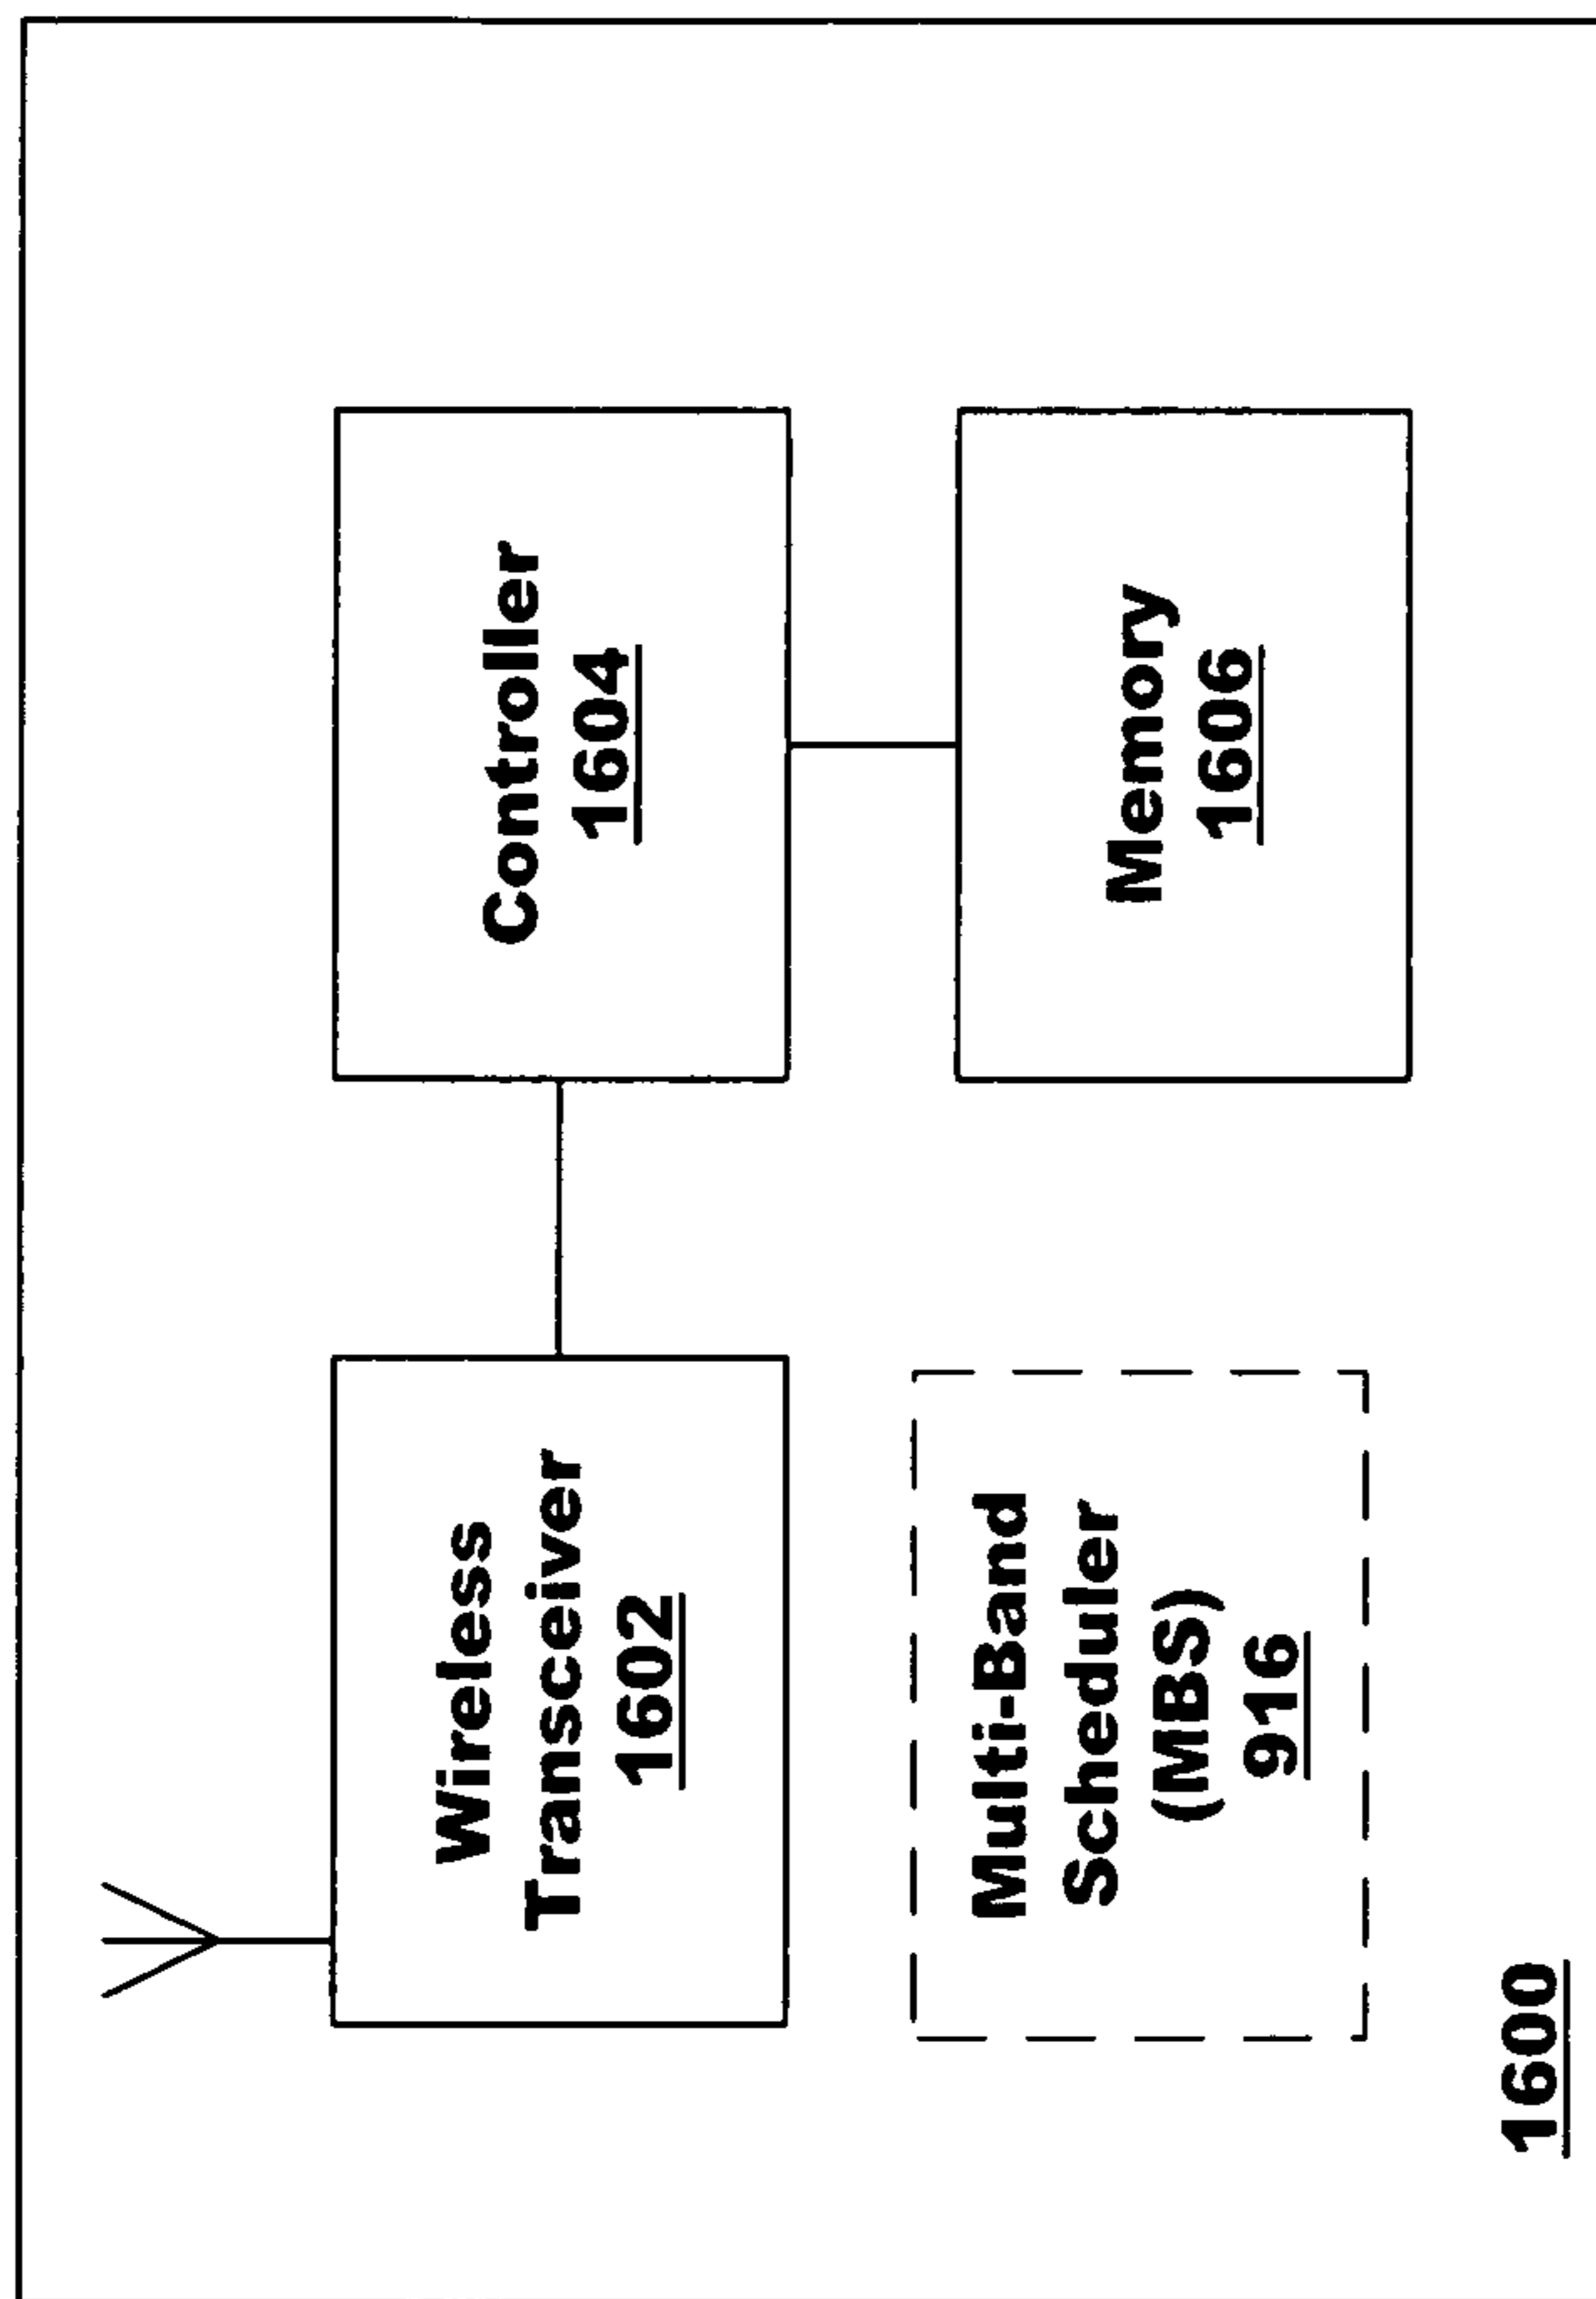 Wireless
Transceiver
1602
Controller
1604
Multi-Band
Scheduler
(MBS)
916
Memory
1606
1600